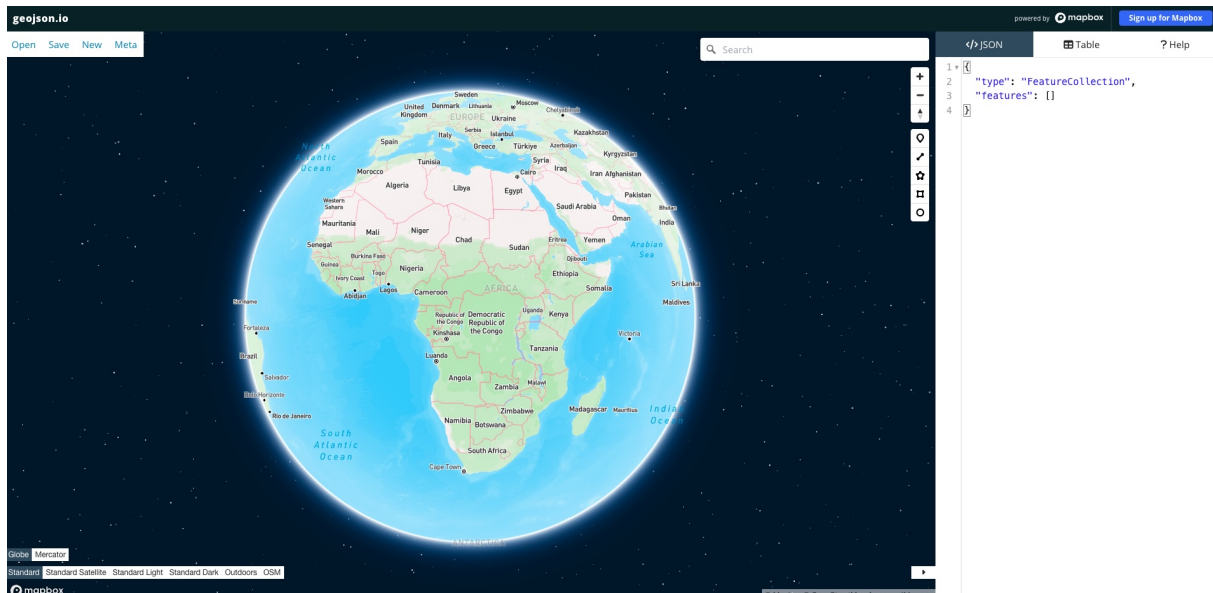 geojson.io
powered by mapbox
Sign up for Mapbox
Open Save New Meta
Search
</> JSON
Table
? Help
1 {
2 "type": "FeatureCollection",
3 "features": []
4 }
Sweden
United Kingdom
Denmark
Lithuania
Moscow
Chelyabinsk
EUROPE
Ukraine
Kazakhstan
Italy
Serbia
Istanbul
Spain
Greece
Türkiye
Azerbaijan
North
Atlantic
Ocean
Kyrgyzstan
Tunisia
Syria
Morocco
Cairo
Iraq
Iran
Afghanistan
Algeria
Libya
Egypt
Pakistan
Western
Sahara
Saudi Arabia
Bhutan
Oman
India
Mauritania
Mali
Niger
Chad
Sudan
Eritrea
Yemen
Arabian
Sea
Senegal
Burkina Faso
Djibouti
Guinea
Togo
Nigeria
Ethiopia
Ivory Coast
Lagos
Cameroon
AFRICA
Somalia
Sri Lanka
Abidjan
Suriname
Maldives
Republic of
the Congo
Democratic
Republic of
the Congo
Uganda
Kenya
Fortaleza
Kinshasa
Victoria
Brazil
Luanda
Tanzania
Salvador
Angola
Zambia
Malawi
Belo Horizonte
Rio de Janeiro
Zimbabwe
Madagascar
Mauritius
Indian
Ocean
Namibia
Botswana
South
Atlantic
Ocean
South Africa
Cape Town
ANTARCTICA
Globe Mercator
Standard Standard Satellite Standard Light Standard Dark Outdoors OSM
mapbox